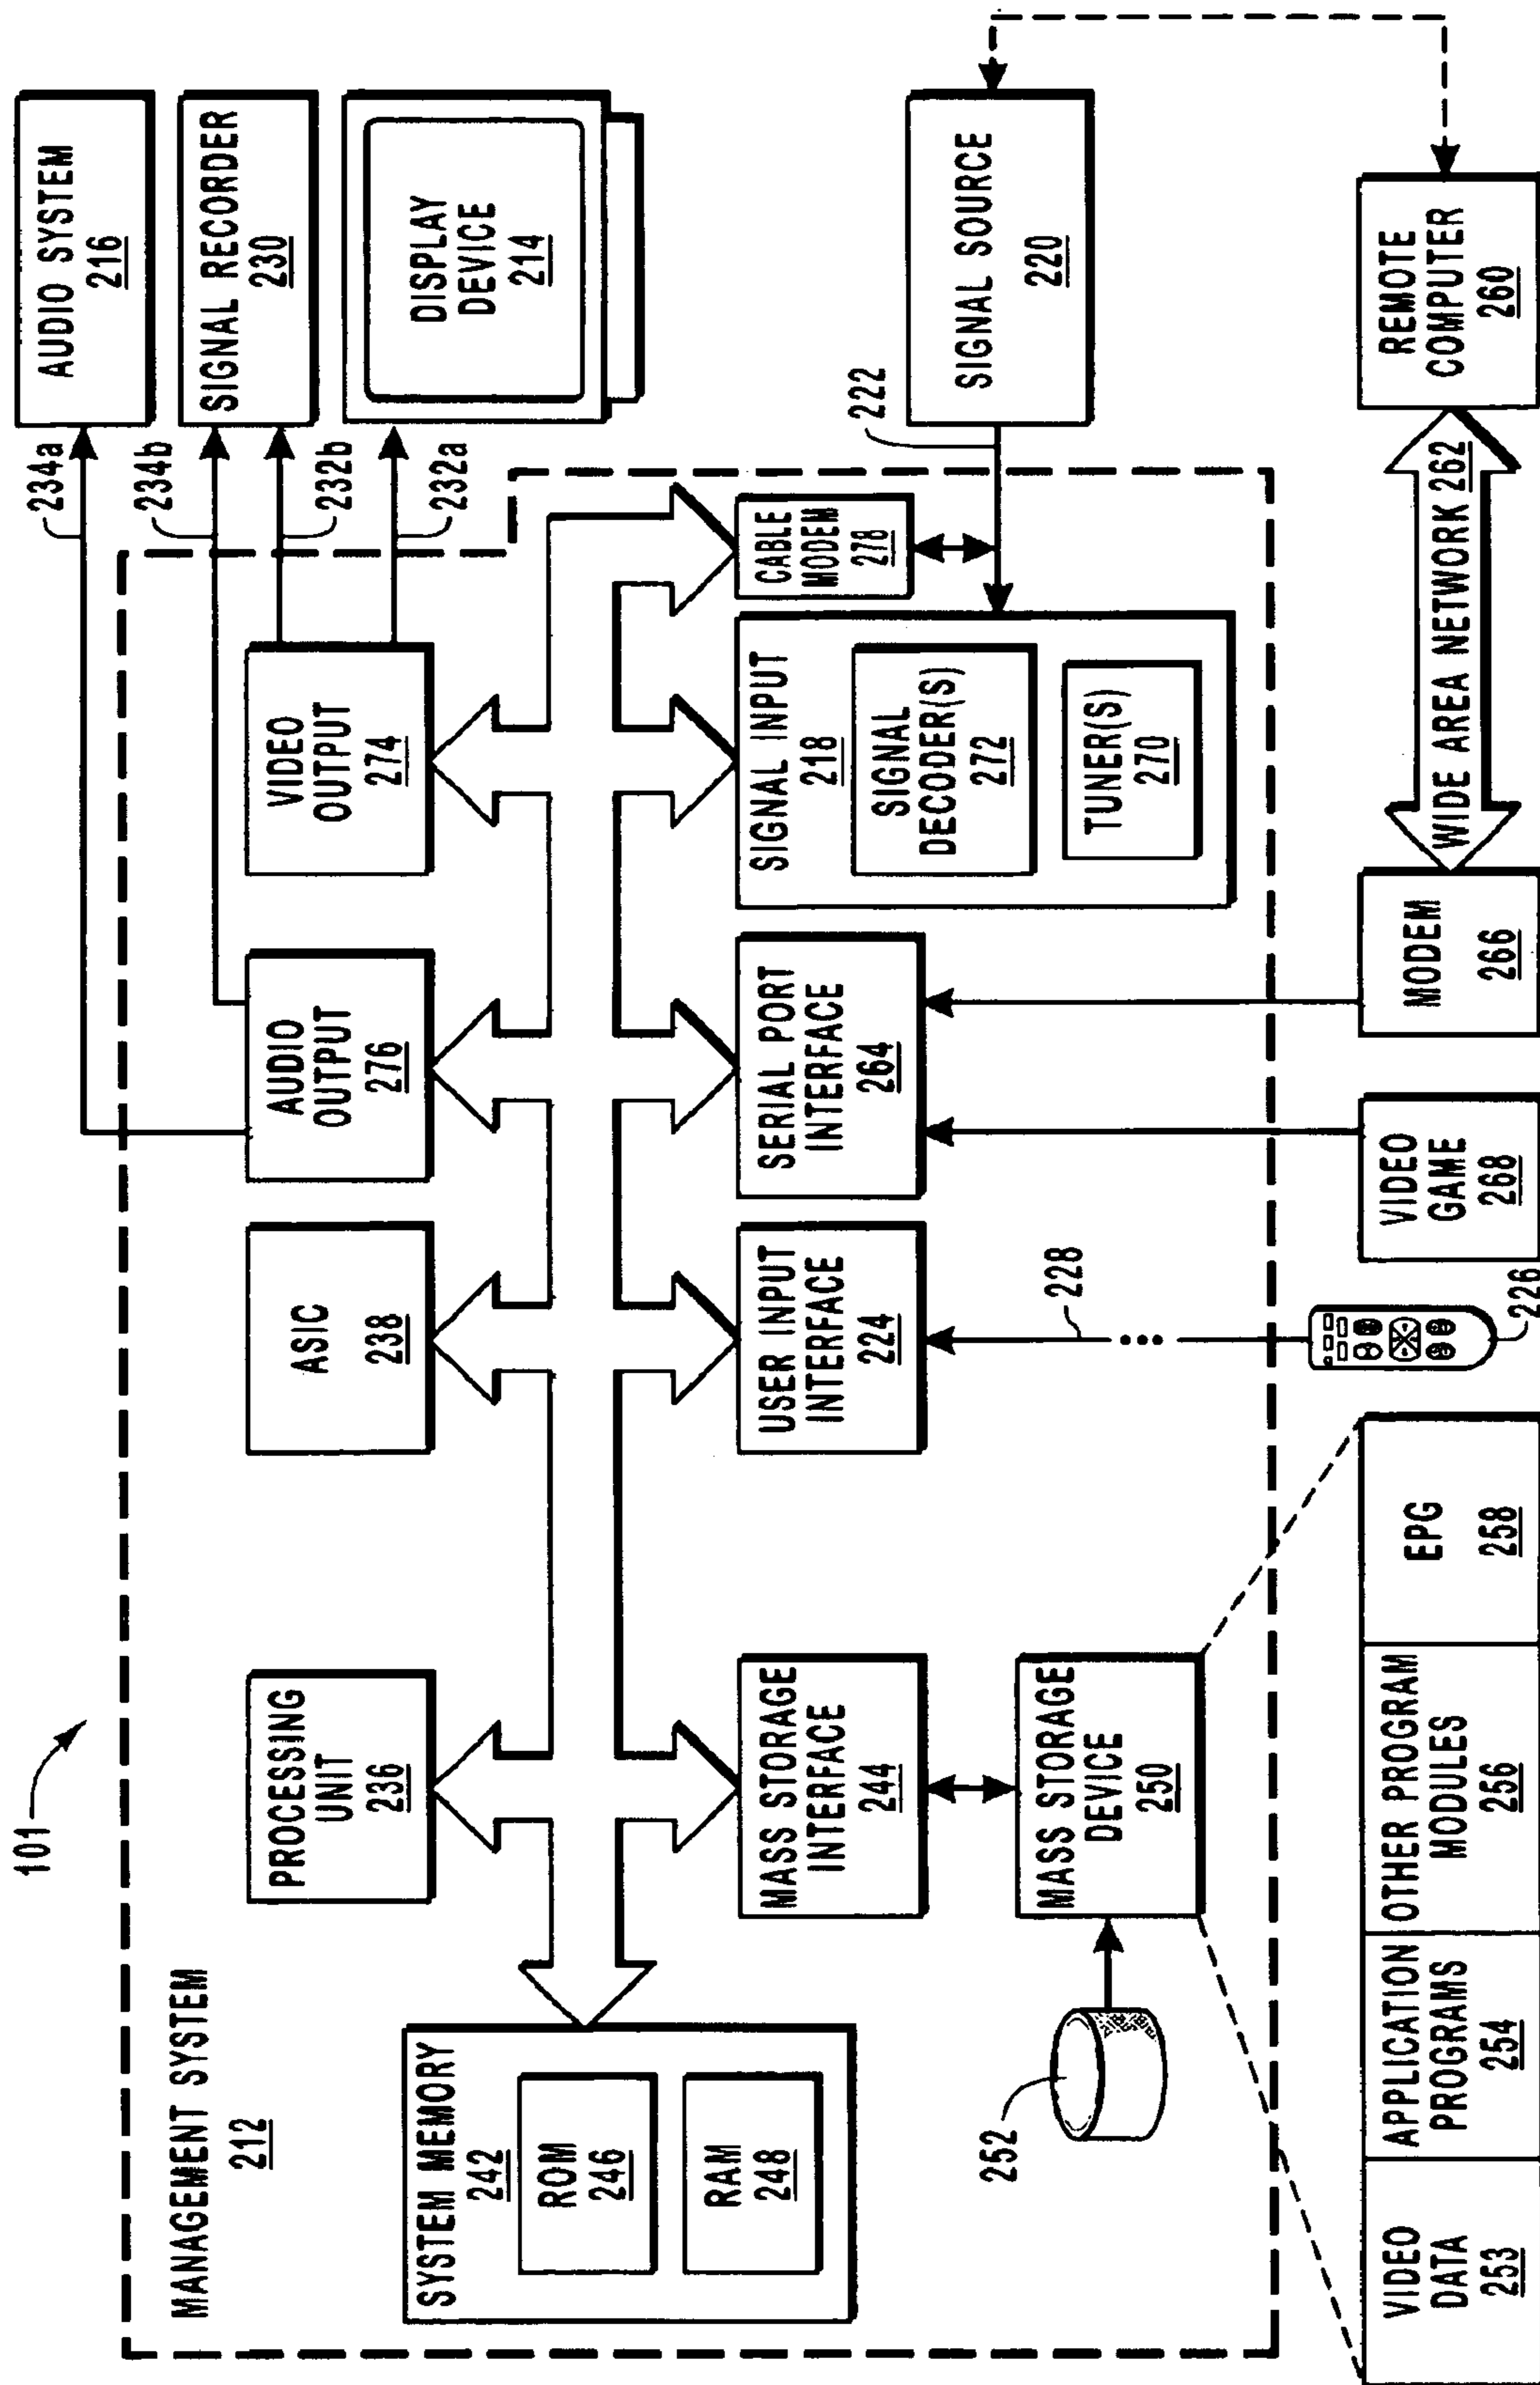 101
MANAGEMENT SYSTEM
212
PROCESSING
UNIT
236
ASIC
238
AUDIO
OUTPUT
276
VIDEO
OUTPUT
274
234a
234b
232b
232a
AUDIO SYSTEM
216
SIGNAL RECORDER
230
DISPLAY
DEVICE
214
SYSTEM MEMORY
242
ROM
246
RAM
248
MASS STORAGE
INTERFACE
244
USER INPUT
INTERFACE
224
SERIAL PORT
INTERFACE
264
SIGNAL INPUT
218
SIGNAL
DECODER(S)
272
TUNER(S)
270
CABLE
MODEM
278
222
SIGNAL SOURCE
220
252
MASS STORAGE
DEVICE
250
228
226
VIDEO
DATA
253
APPLICATION
PROGRAMS
254
OTHER PROGRAM
MODULES
256
EPG
258
VIDEO
GAME
268
MODEM
266
WIDE AREA NETWORK 262
REMOTE
COMPUTER
260